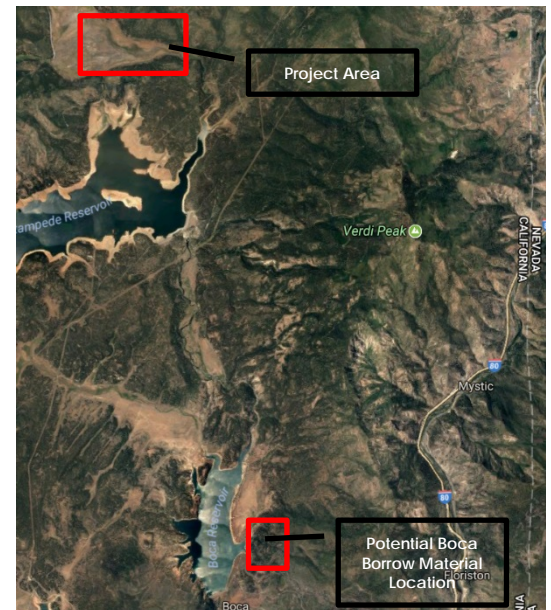 Project Area
ampede Reservoir
Verdi Peak
NEVADA
CALIFORNIA
80
Mystic
80
Boca Reservoir
Potential Boca
Borrow Material
Location
Floriston
Boca